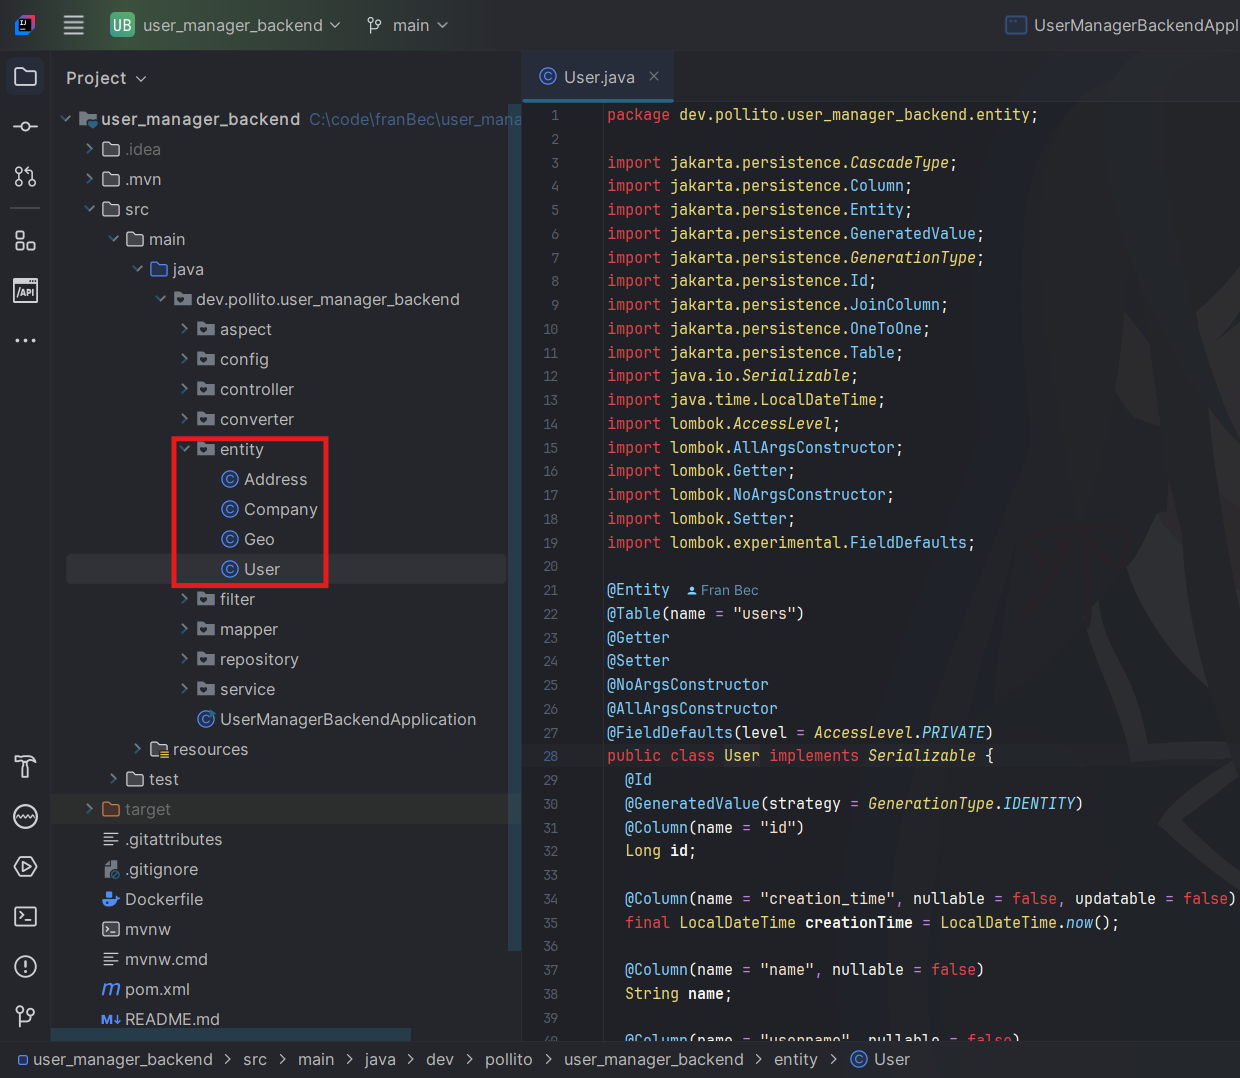 UB user_manager_backend main UserManagerBackendAppl
Project
User.java
user_manager_backend C:\code\franBec\user_mana
.idea
.mvn
src
main
java
dev.pollito.user_manager_backend
aspect
config
controller
converter
entity
Address
Company
Geo
User
filter
mapper
repository
service
UserManagerBackendApplication
resources
test
target
.gitattributes
.gitignore
Dockerfile
mvnw
mvnw.cmd
pom.xml
README.md
1 package dev.pollito.user_manager_backend.entity;
2
3 import jakarta.persistence.CascadeType;
4 import jakarta.persistence.Column;
5 import jakarta.persistence.Entity;
6 import jakarta.persistence.GeneratedValue;
7 import jakarta.persistence.GenerationType;
8 import jakarta.persistence.Id;
9 import jakarta.persistence.JoinColumn;
10 import jakarta.persistence.OneToOne;
11 import jakarta.persistence.Table;
12 import java.io.Serializable;
13 import java.time.LocalDateTime;
14 import lombok.AccessLevel;
15 import lombok.AllArgsConstructor;
16 import lombok.Getter;
17 import lombok.NoArgsConstructor;
18 import lombok.Setter;
19 import lombok.experimental.FieldDefaults;
20
21 @Entity Fran Bec
22 @Table(name = "users")
23 @Getter
24 @Setter
25 @NoArgsConstructor
26 @AllArgsConstructor
27 @FieldDefaults(level = AccessLevel.PRIVATE)
28 public class User implements Serializable {
29 @Id
30 @GeneratedValue(strategy = GenerationType.IDENTITY)
31 @Column(name = "id")
32 Long id;
33
34 @Column(name = "creation_time", nullable = false, updatable = false)
35 final LocalDateTime creationTime = LocalDateTime.now();
36
37 @Column(name = "name", nullable = false)
38 String name;
39
40 @Column(name = "username", nullable = false)
user_manager_backend > src > main > java > dev > pollito > user_manager_backend > entity > User